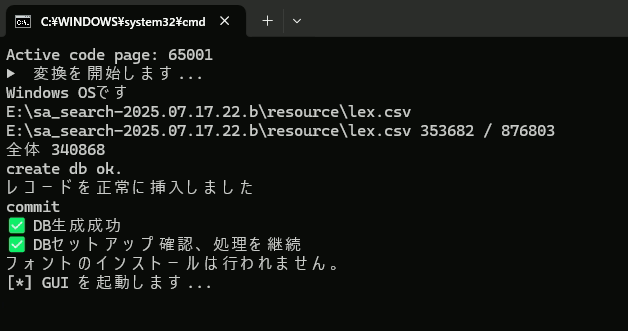 C:¥WINDOWS¥system32¥cmd
Active code page: 65001
▶ 変換を開始します...
Windows OSです
E:\sa_search-2025.07.17.22.b\resource\lex.csv
E:\sa_search-2025.07.17.22.b\resource\lex.csv 353682 / 876803
全体 340868
create db ok.
レコードを正常に挿入しました
commit
✅ DB生成成功
✅ DBセットアップ確認、処理を継続
フォントのインストールは行われません。
[*] GUI を起動します...